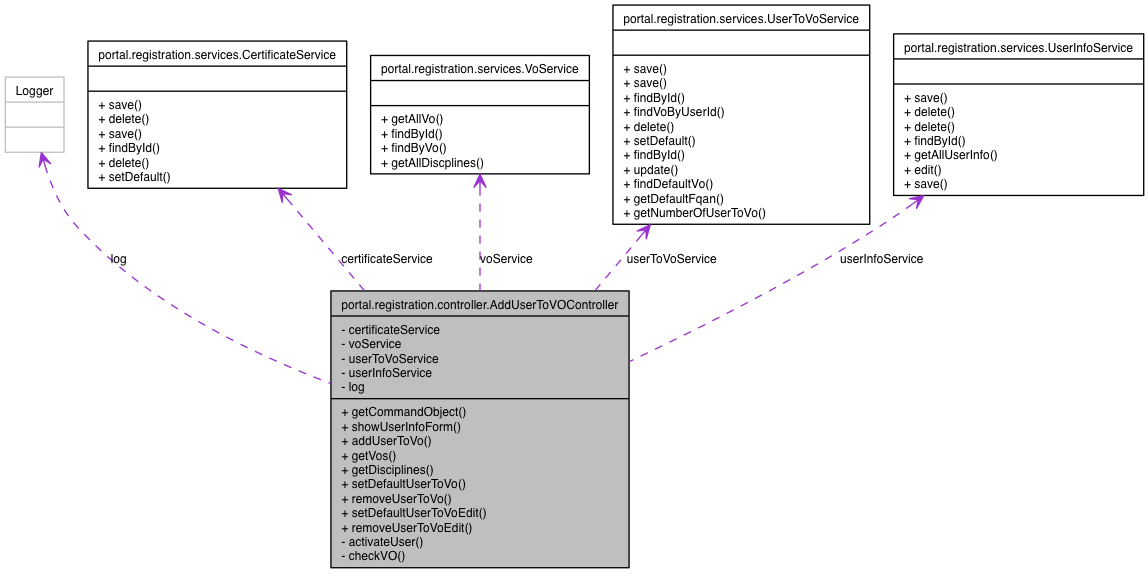 Logger
portal.registration.services.CertificateService
+ save()
+ delete()
+ save()
+ findById()
+ delete()
+ setDefault()
portal.registration.services.VoService
+ getAllVo()
+ findById()
+ findByVo()
+ getAllDiscplines()
portal.registration.services.UserToVoService
+ save()
+ save()
+ findById()
+ findVoByUserId()
+ delete()
+ setDefault()
+ findById()
+ update()
+ findDefaultVo()
+ getDefaultFqan()
+ getNumberOfUserToVo()
portal.registration.services.UserInfoService
+ save()
+ delete()
+ delete()
+ findById()
+ getAllUserInfo()
+ edit()
+ save()
log
certificateService
voService
userToVoService
userInfoService
portal.registration.controller.AddUserToVOController
- certificateService
- voService
- userToVoService
- userInfoService
- log
+ getCommandObject()
+ showUserInfoForm()
+ addUserToVo()
+ getVos()
+ getDisciplines()
+ setDefaultUserToVo()
+ removeUserToVo()
+ setDefaultUserToVoEdit()
+ removeUserToVoEdit()
- activateUser()
- checkVO()